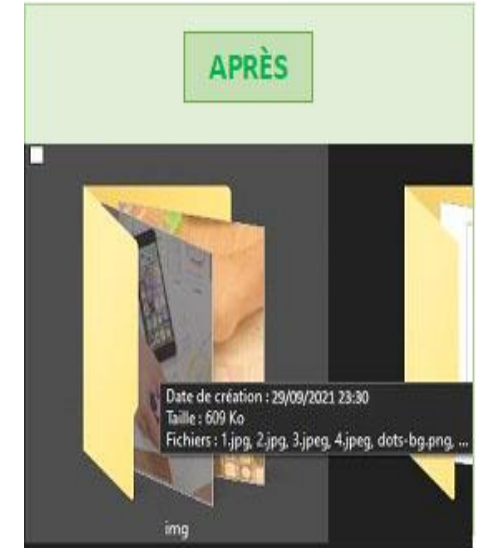 APRÈS
Date de création : 29/09/2021 23:30
Taille : 609 Ko
Fichiers : 1.jpg, 2.jpg, 3.jpeg, 4.jpeg, dots-bg.png, ...
img